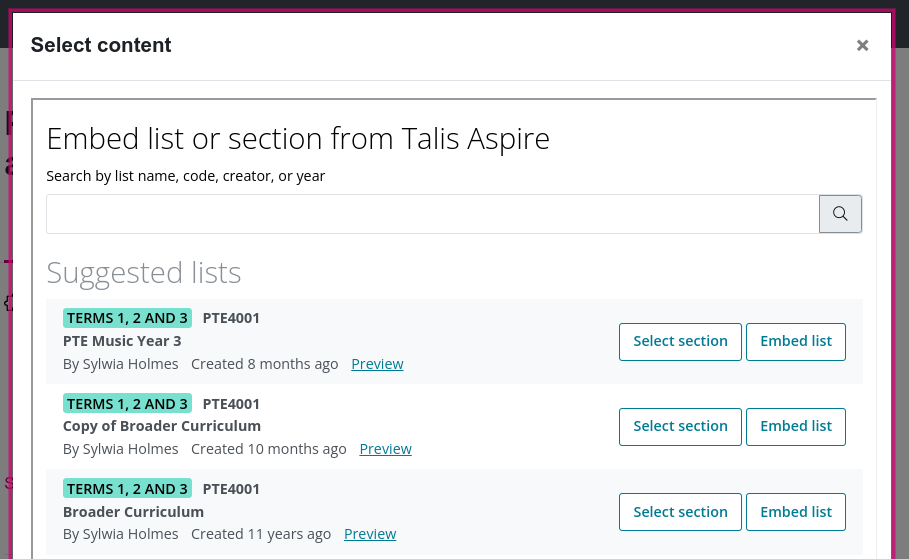 Select content
×
Embed list or section from Talis Aspire
Search by list name, code, creator, or year
Suggested lists
TERMS 1, 2 AND 3 PTE4001
PTE Music Year 3
By Sylwia Holmes Created 8 months ago Preview
Select section Embed list
TERMS 1, 2 AND 3 PTE4001
Copy of Broader Curriculum
By Sylwia Holmes Created 10 months ago Preview
Select section Embed list
TERMS 1, 2 AND 3 PTE4001
Broader Curriculum
By Sylwia Holmes Created 11 years ago Preview
Select section Embed list